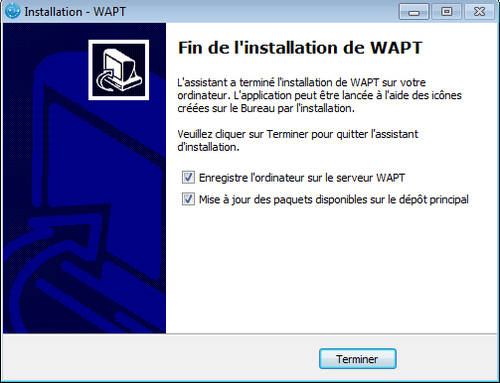 Installation - WAPT
Fin de l'installation de WAPT
L'assistant a terminé l'installation de WAPT sur votre
ordinateur. L'application peut être lancée à l'aide des icônes
créées sur le Bureau par l'installation.
Veuillez cliquer sur Terminer pour quitter l'assistant
d'installation.
Enregistre l'ordinateur sur le serveur WAPT
Mise à jour des paquets disponibles sur le dépôt principal
Terminer